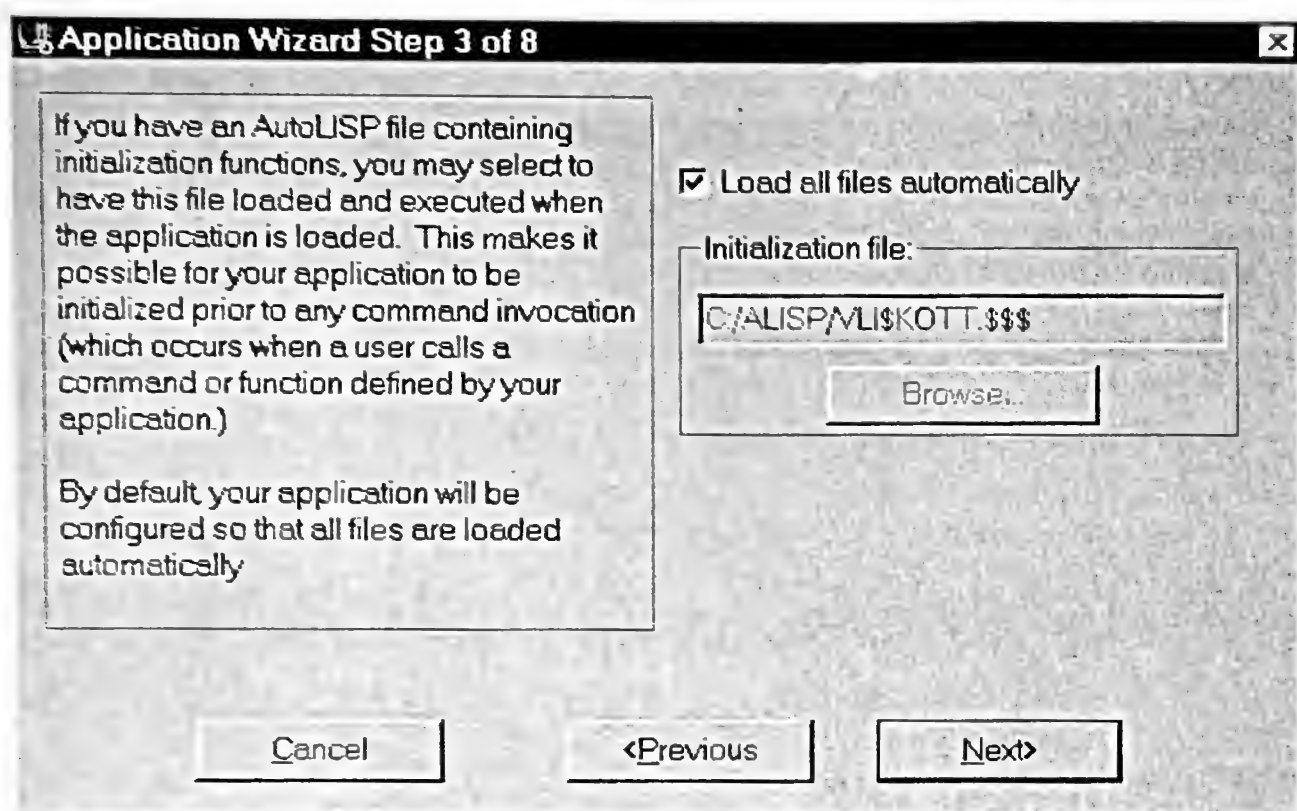 Application Wizard Step 3 of 8
If you have an AutoLISP file containing
initialization functions, you may select to
have this file loaded and executed when
the application is loaded.  This makes it
possible for your application to be
initialized prior to any command invocation
(which occurs when a user calls a
command or function defined by your
application.)
By default your application will be
configured so that all files are loaded
automatically
Load all files automatically
Initialization file:
C:/ALISP/VLI$KOTT.$$$
Browse...
Cancel
<Previous
Next>